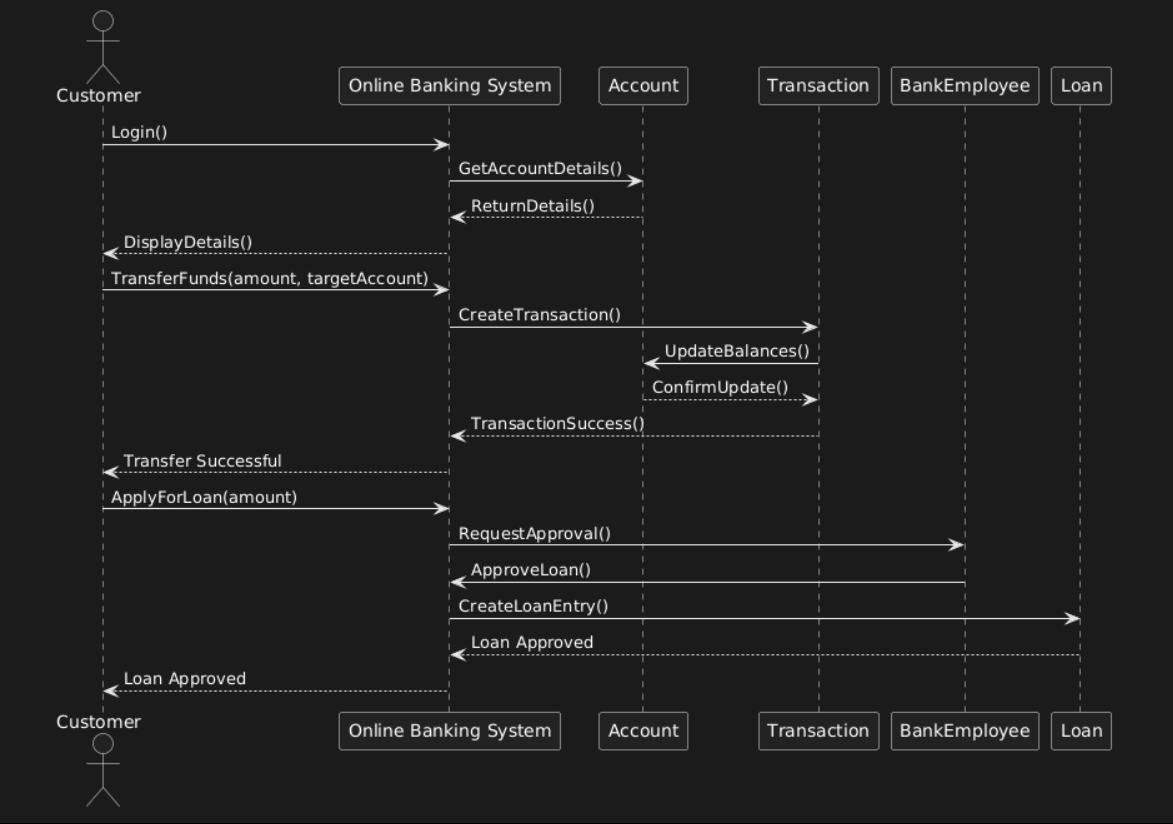 Customer
Online Banking System
Account
Transaction
BankEmployee
Loan
Login()
GetAccountDetails()
ReturnDetails()
DisplayDetails()
TransferFunds(amount, targetAccount)
CreateTransaction()
UpdateBalances()
ConfirmUpdate()
TransactionSuccess()
Transfer Successful
ApplyForLoan(amount)
RequestApproval()
ApproveLoan()
CreateLoanEntry()
Loan Approved
Loan Approved
Customer
Online Banking System
Account
Transaction
BankEmployee
Loan